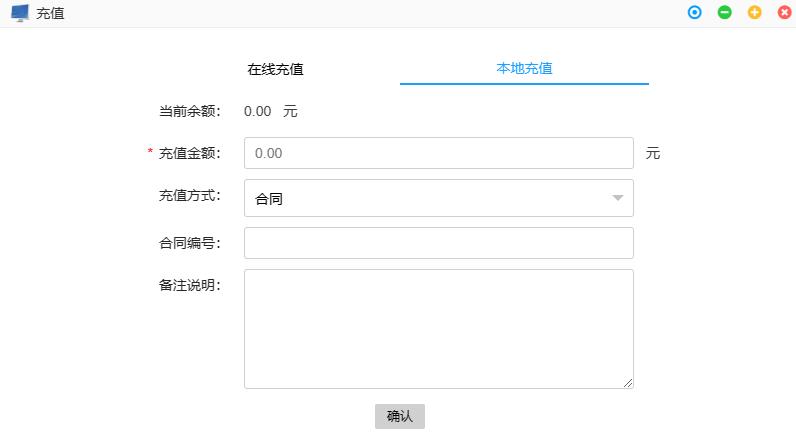 充值
在线充值 本地充值
当前余额： 0.00 元
* 充值金额： 0.00 元
充值方式： 合同
合同编号：
备注说明：
确认